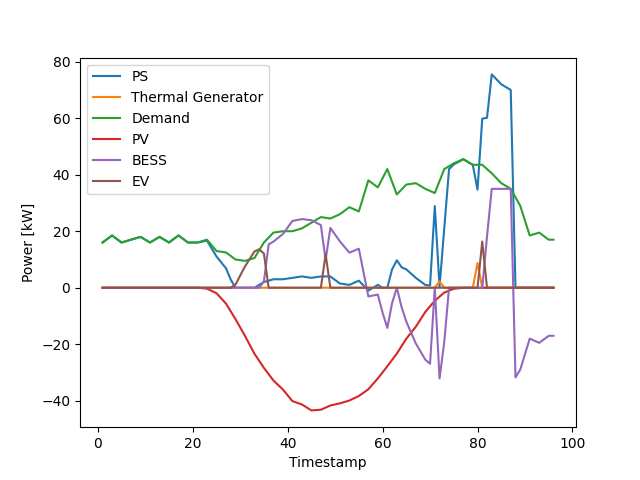 80
60
40
20
0
−20
−40
Power [kW]
PS
Thermal Generator
Demand
PV
BESS
EV
0 20 40 60 80 100
Timestamp